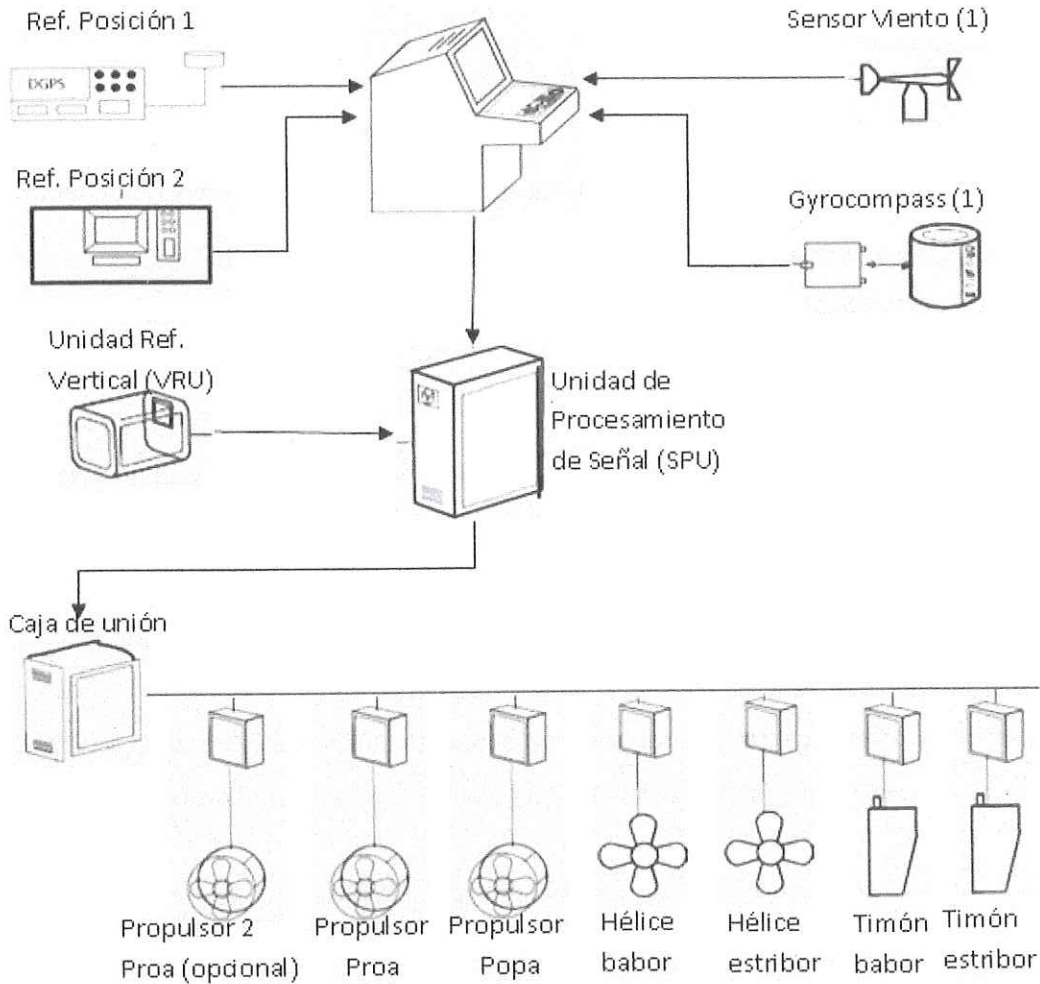 Ref. Posición 1
Sensor Viento (1)
DGPS
Ref. Posición 2
Gyrocompass (1)
Unidad Ref.
Vertical (VRU)
Unidad de
Procesamiento
de Señal (SPU)
Caja de unión
Propulsor 2
Proa (opcional)
Propulsor
Proa
Propulsor
Popa
Hélice
babor
Hélice
estribor
Timón
babor
Timón
estribor